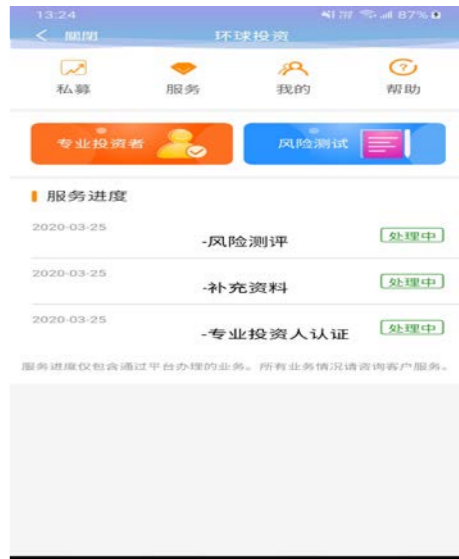 13:24 87%
< 關閉 环球投资
私募 服务 我的 帮助
专业投资者 风险测试
服务进度
2020-03-25
-风险测评 处理中
2020-03-25
-补充资料 处理中
2020-03-25
-专业投资人认证 处理中
服务进度仅包含通过平台办理的业务。所有业务情况请咨询客户服务。